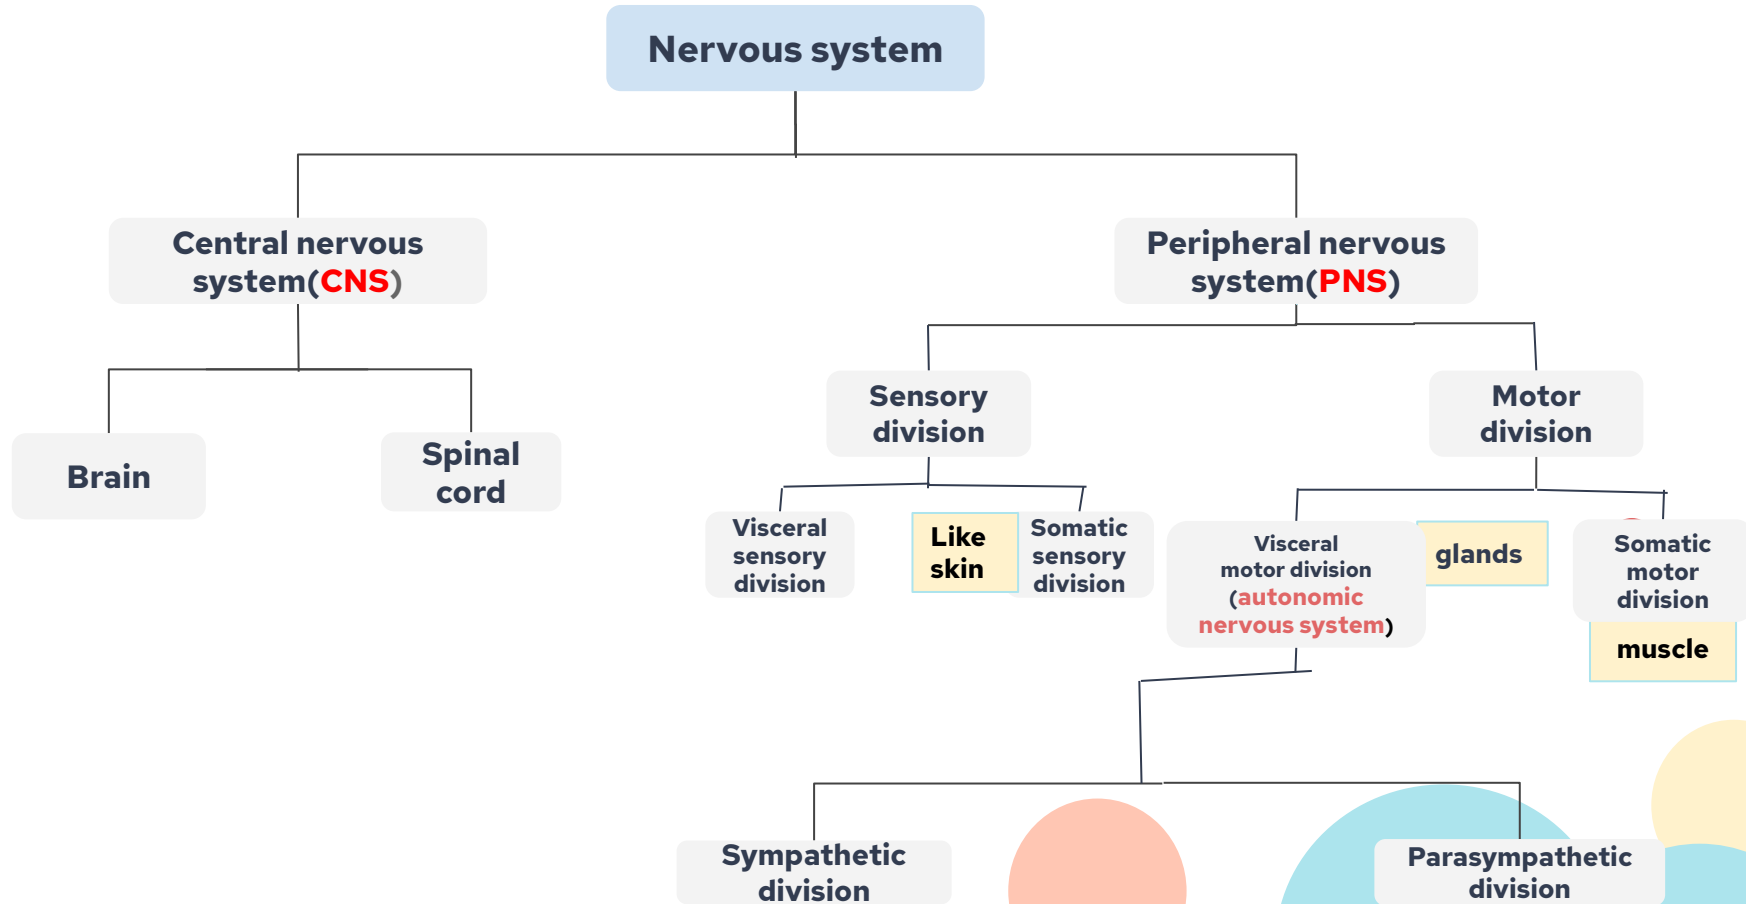 Nervous system
Central nervous
system(CNS)
Peripheral nervous
system(PNS)
Sensory
division
Motor
division
Brain
Spinal
cord
Visceral
sensory
division
Like
skin
Somatic
sensory
division
Visceral
motor division
(autonomic
nervous system)
glands
Somatic
motor
division
muscle
Sympathetic
division
Parasympathetic
division